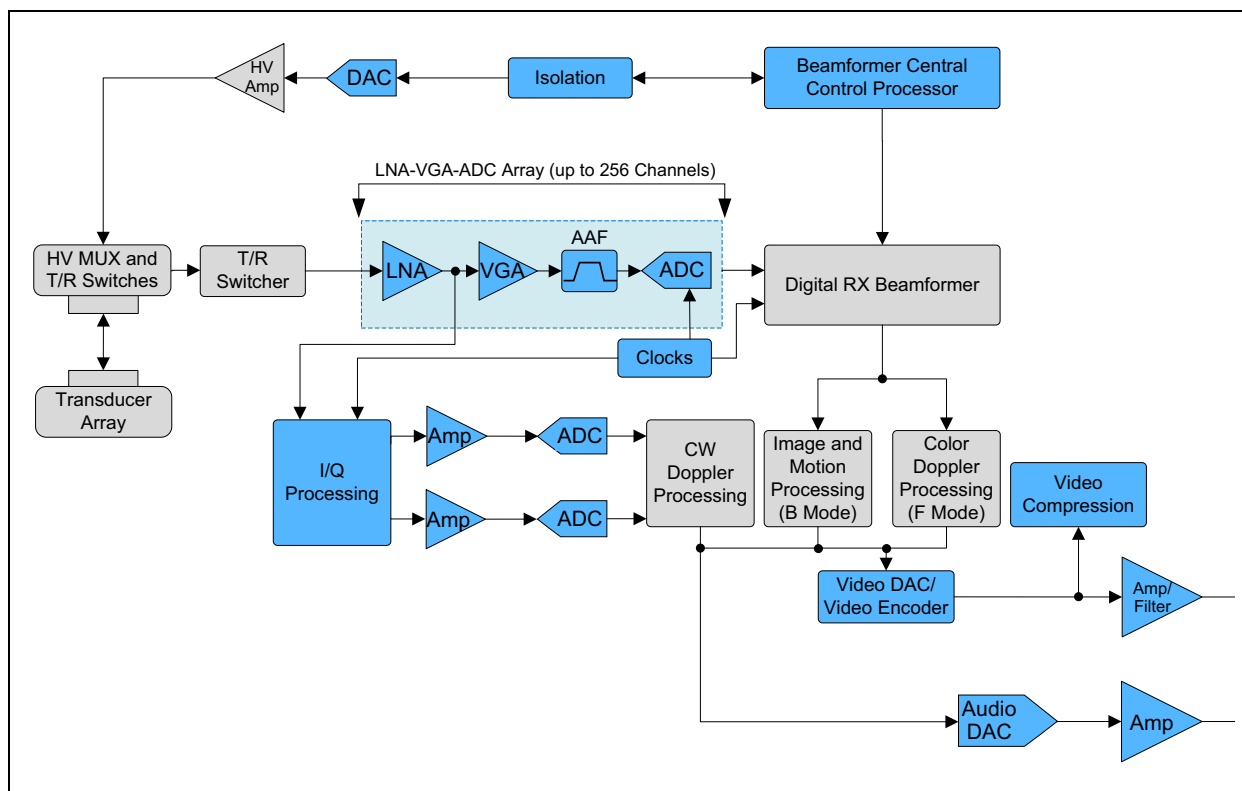 HV
Amp
DAC
Isolation
Beamformer Central
Control Processor
LNA-VGA-ADC Array (up to 256 Channels)
HV MUX and
T/R Switches
T/R
Switcher
LNA
VGA
AAF
ADC
Digital RX Beamformer
Clocks
Transducer
Array
I/Q
Processing
Amp
ADC
Amp
ADC
CW
Doppler
Processing
Image and
Motion
Processing
(B Mode)
Color
Doppler
Processing
(F Mode)
Video
Compression
Video DAC/
Video Encoder
Amp/
Filter
Audio
DAC
Amp